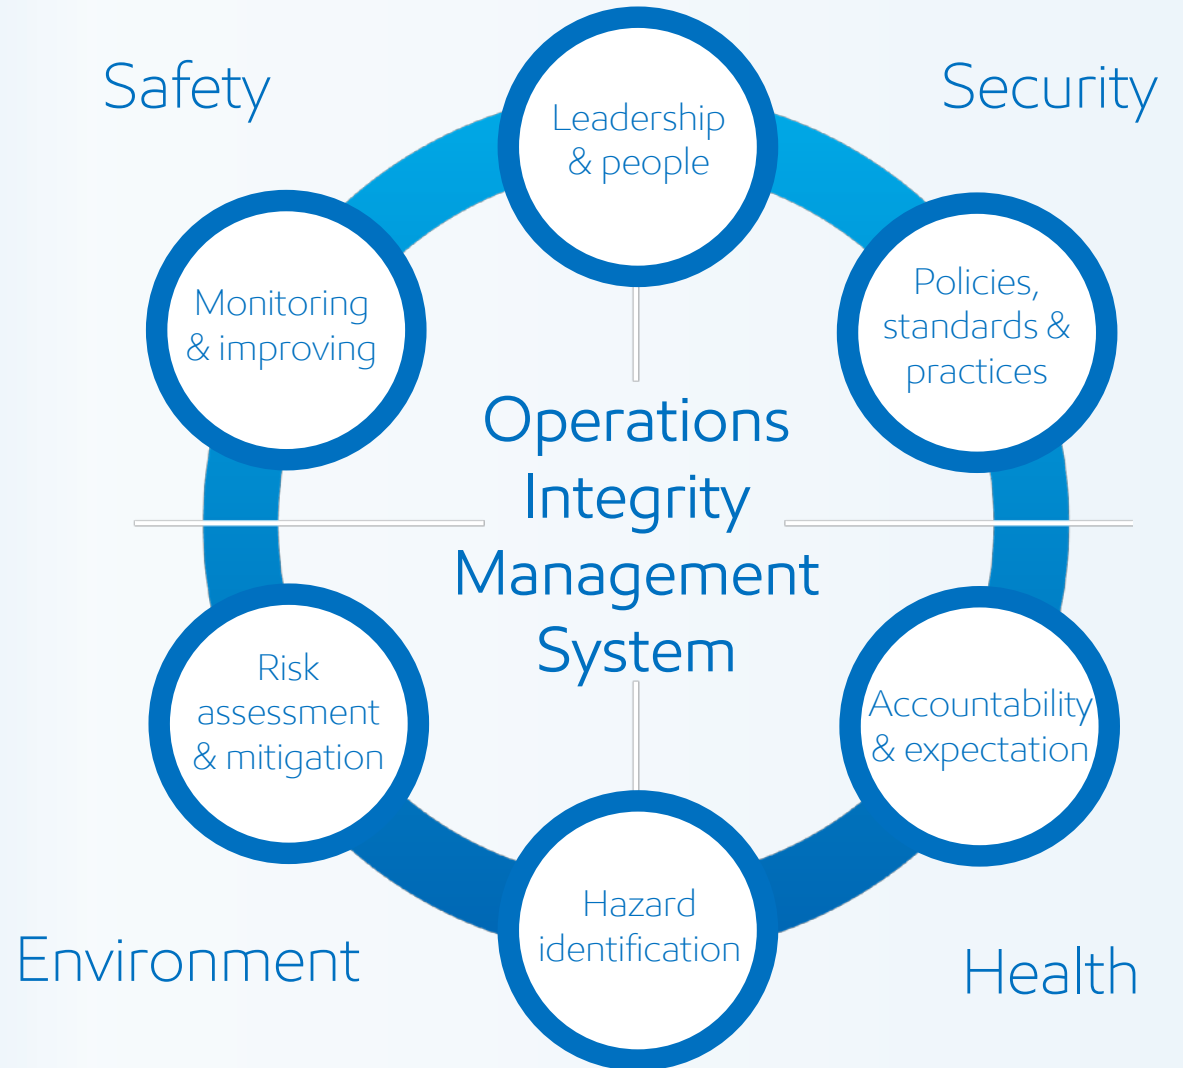 Safety
Security
Leadership
& people
Monitoring
& improving
Policies,
standards &
practices
Operations
Integrity
Management
System
Risk
assessment
& mitigation
Accountability
& expectation
Hazard
identification
Environment
Health